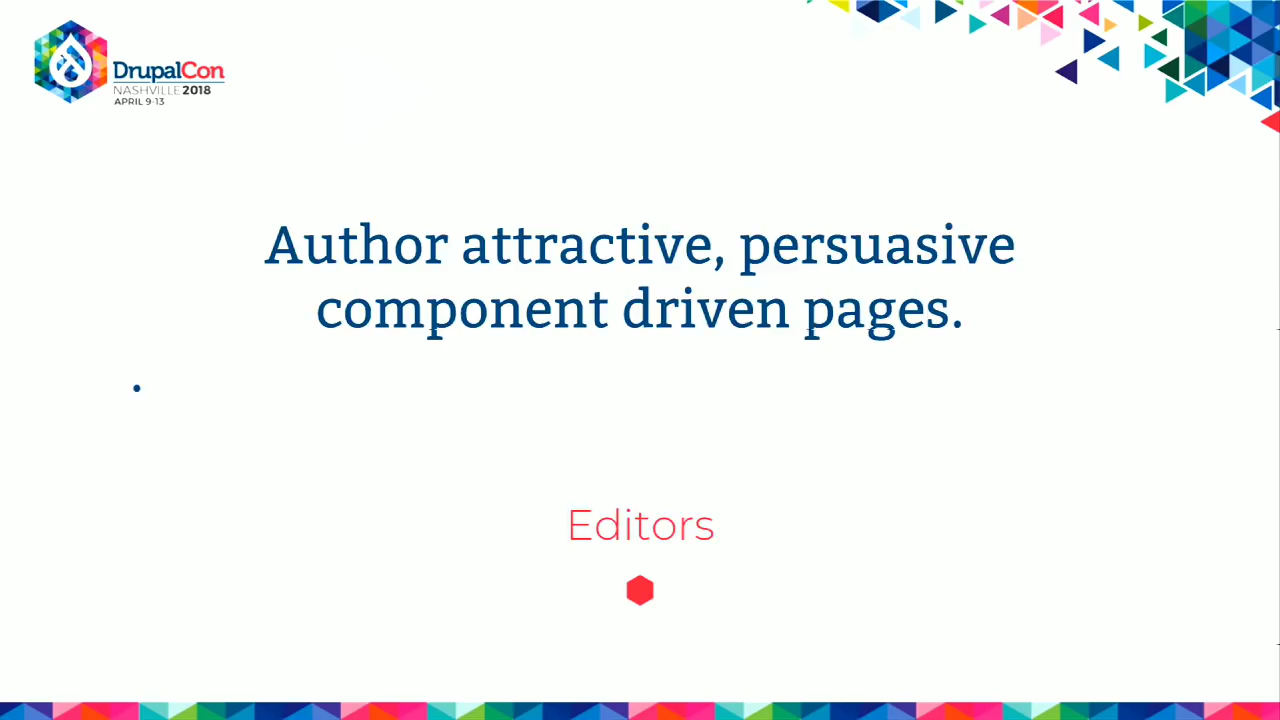 DrupalCon
NASHVILLE 2018
APRIL 9-13
Author attractive, persuasive
component driven pages.
Editors